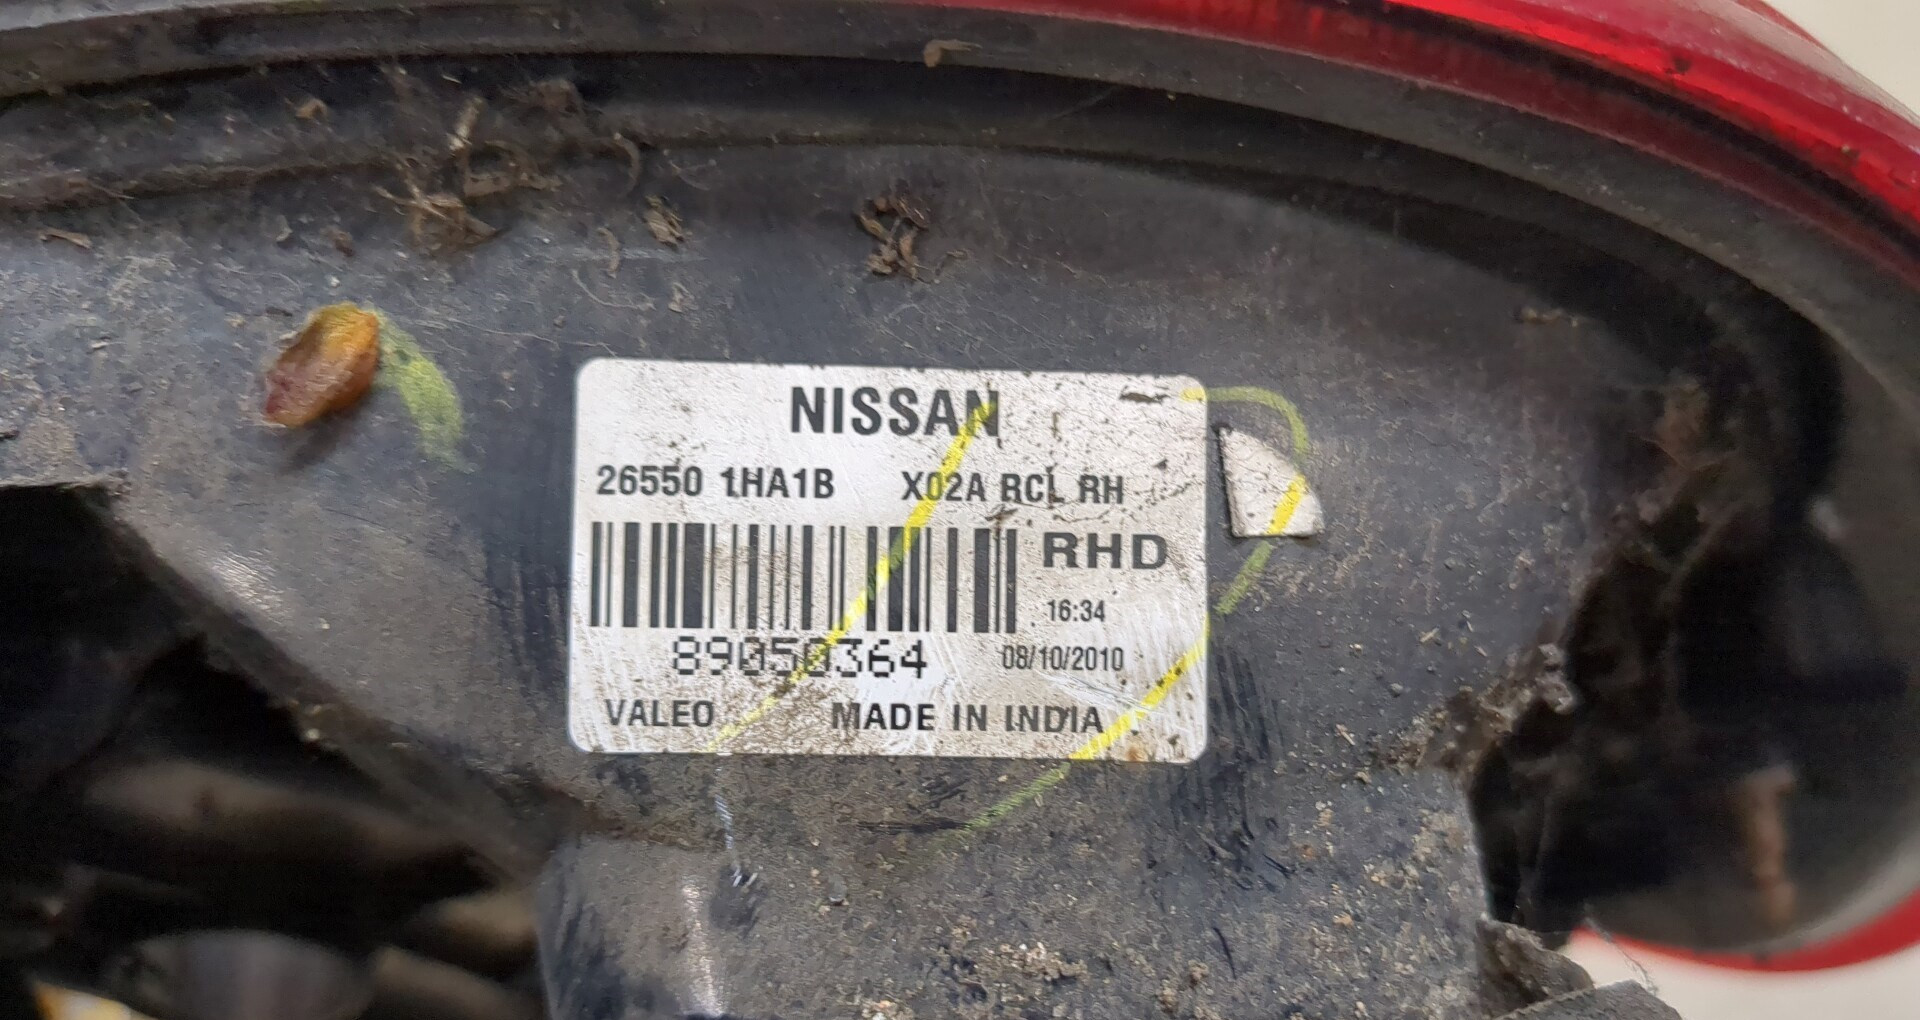 NISSAN
26550 1HA1B X02A RCL RH
RHD
16:34
89050364 08/10/2010
VALEO MADE IN INDIA